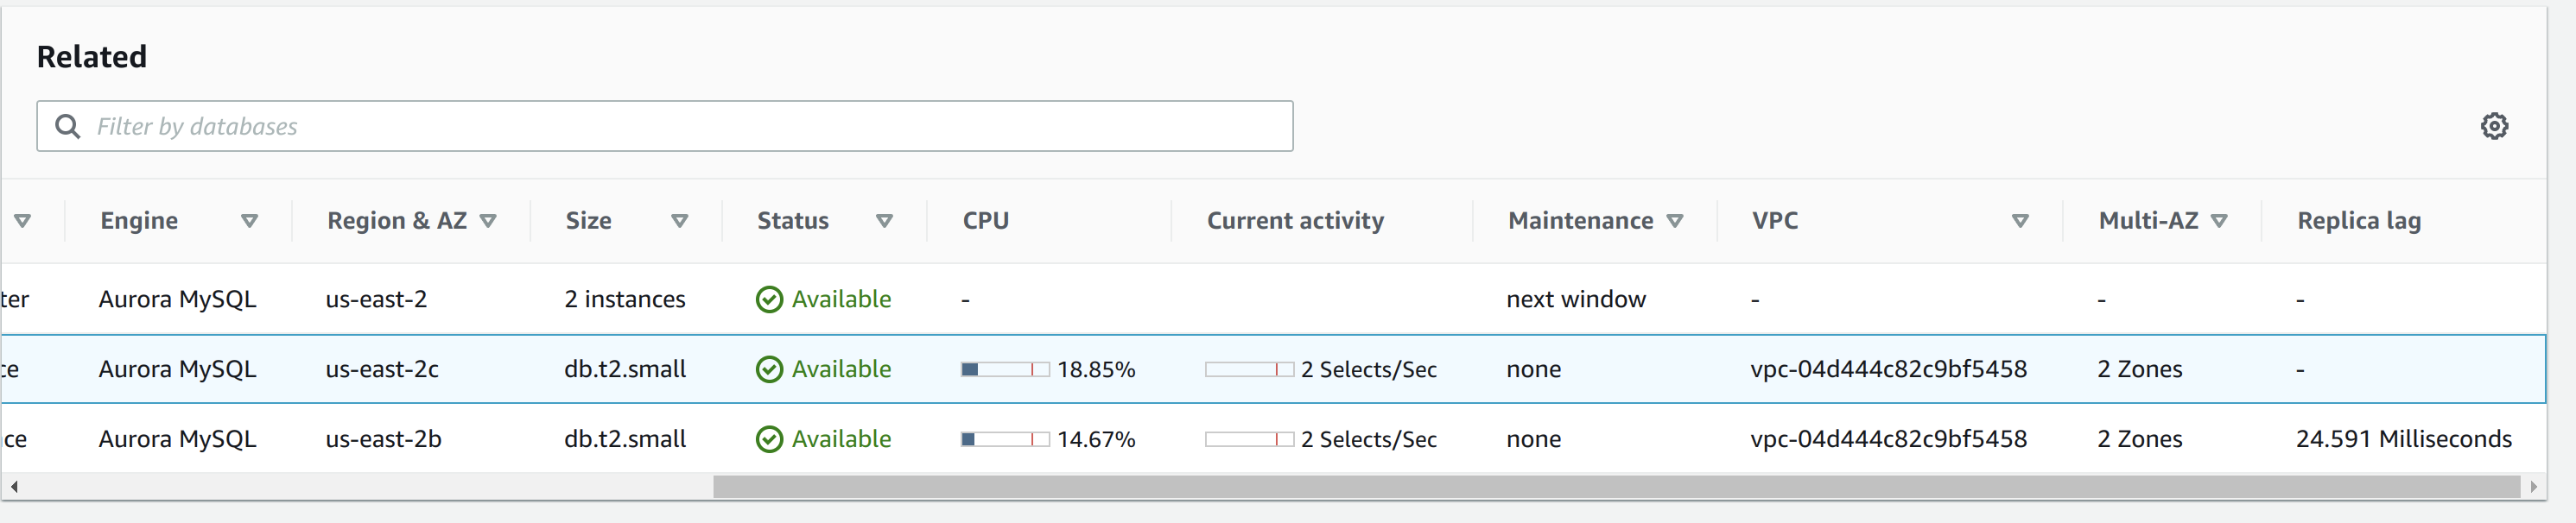 Related
Filter by databases
Engine Region & AZ Size Status CPU Current activity Maintenance VPC Multi-AZ Replica lag
Aurora MySQL us-east-2 2 instances Available - next window - - -
Aurora MySQL us-east-2c db.t2.small Available 18.85% 2 Selects/Sec none vpc-04d444c82c9bf5458 2 Zones -
Aurora MySQL us-east-2b db.t2.small Available 14.67% 2 Selects/Sec none vpc-04d444c82c9bf5458 2 Zones 24.591 Milliseconds